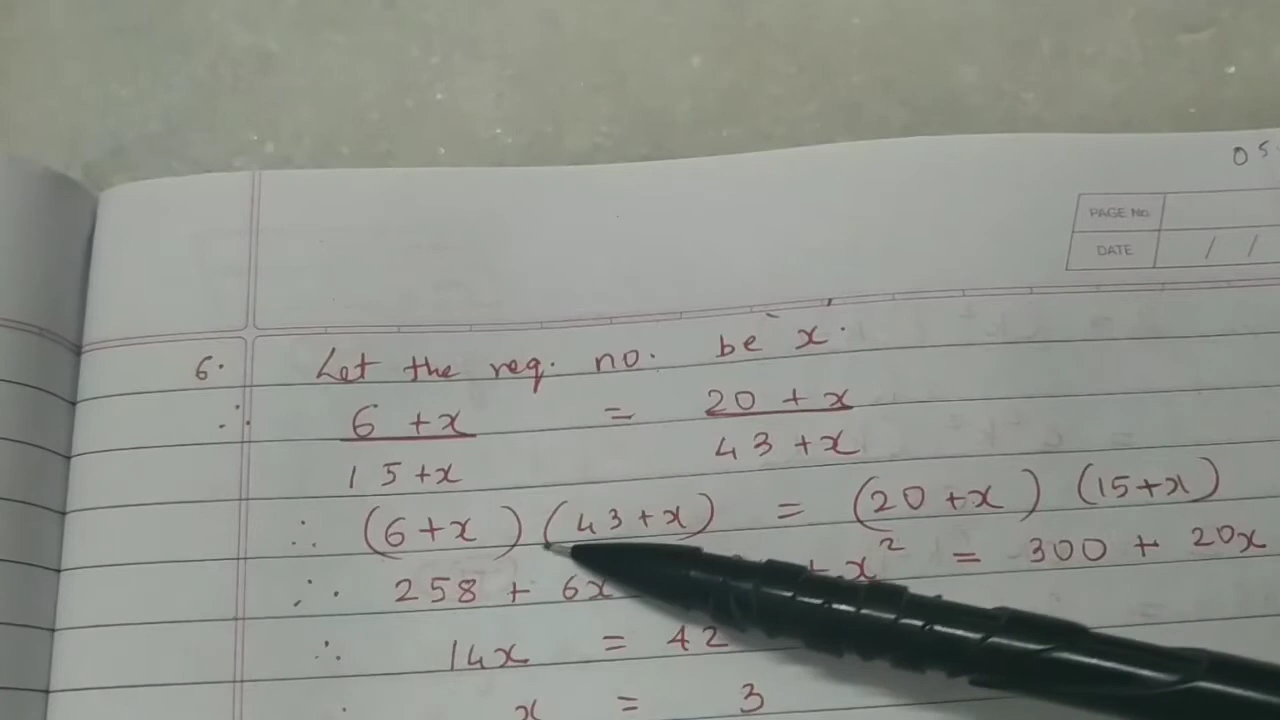 05
PAGE No
DATE / /
6. Let the req. no. be x.
∴ 6 + x = 20 + x
15 + x 43 + x
∴ (6 + x) (43 + x) = (20 + x) (15 + x)
∴ 258 + 6x + x² = 300 + 20x
∴ 14x = 42
x = 3